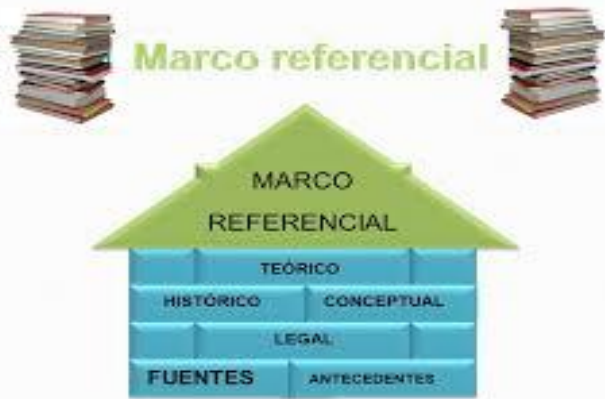 Marco referencial
MARCO
REFERENCIAL
TEÓRICO
HISTÓRICO CONCEPTUAL
LEGAL
FUENTES ANTECEDENTES